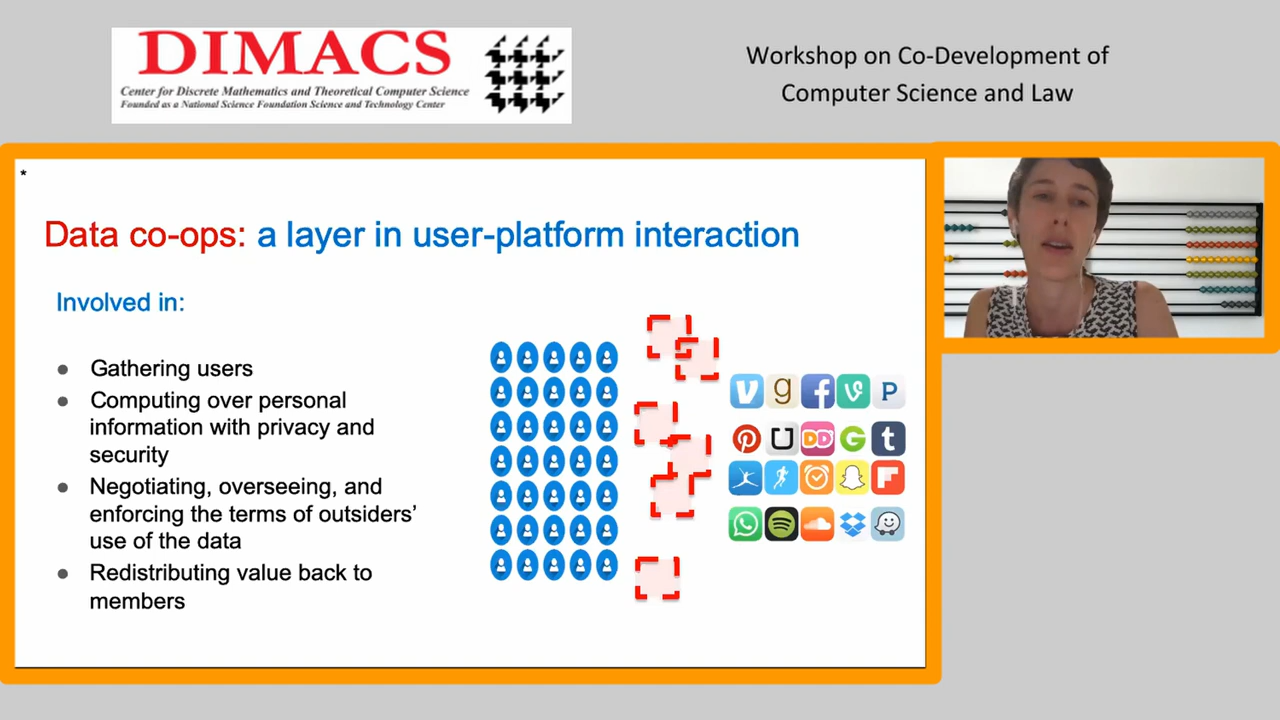 DIMACS
Center for Discrete Mathematics and Theoretical Computer Science
Founded as a National Science Foundation Science and Technology Center
Workshop on Co-Development of
Computer Science and Law
*
Data co-ops: a layer in user-platform interaction
Involved in:
● Gathering users
● Computing over personal
information with privacy and
security
● Negotiating, overseeing, and
enforcing the terms of outsiders’
use of the data
● Redistributing value back to
members
g
P
DD
G
t